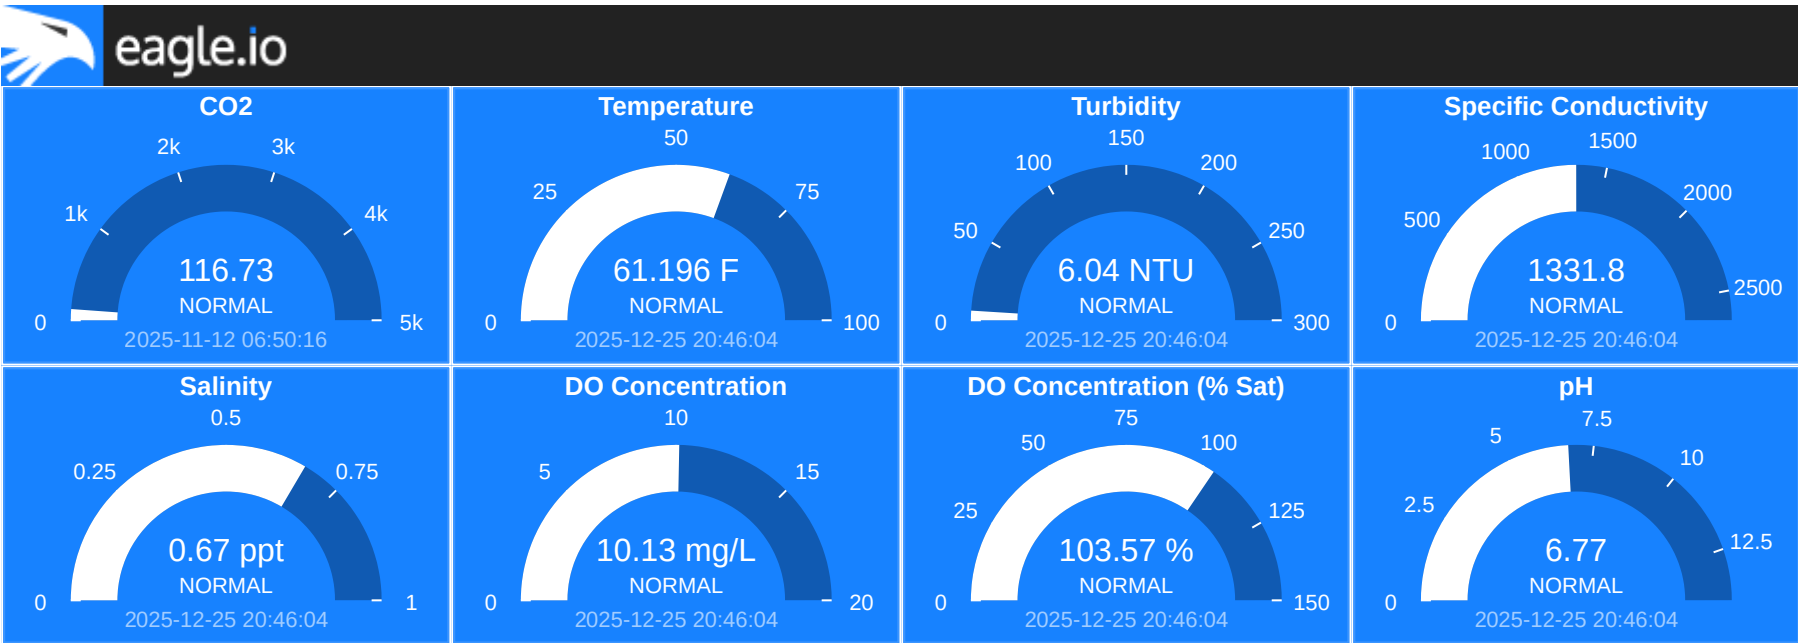 eagle.io
CO2
0
1k
2k
3k
4k
5k
116.73
NORMAL
2025-11-12 06:50:16
Temperature
0
25
50
75
100
61.196 F
NORMAL
2025-12-25 20:46:04
Turbidity
0
50
100
150
200
250
300
6.04 NTU
NORMAL
2025-12-25 20:46:04
Specific Conductivity
0
500
1000
1500
2000
2500
1331.8
NORMAL
2025-12-25 20:46:04
Salinity
0
0.25
0.5
0.75
1
0.67 ppt
NORMAL
2025-12-25 20:46:04
DO Concentration
0
5
10
15
20
10.13 mg/L
NORMAL
2025-12-25 20:46:04
DO Concentration (% Sat)
0
25
50
75
100
125
150
103.57 %
NORMAL
2025-12-25 20:46:04
pH
0
2.5
5
7.5
10
12.5
6.77
NORMAL
2025-12-25 20:46:04